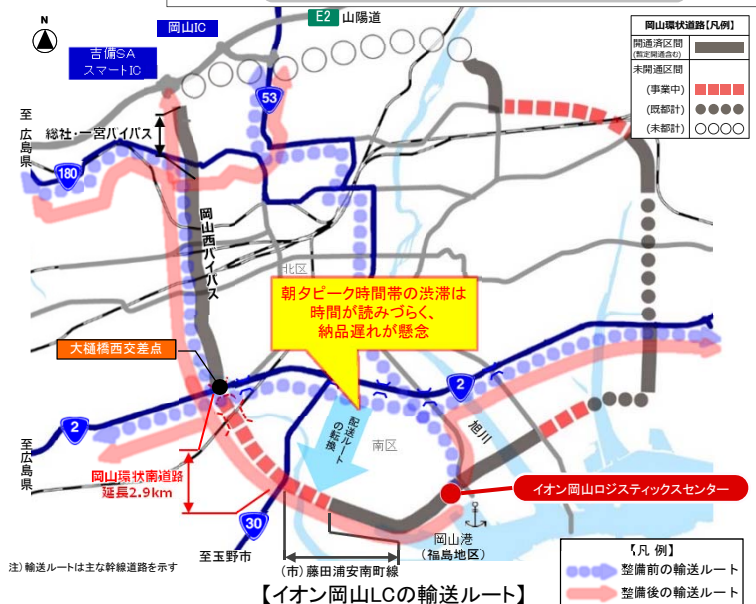 N
E2 山陽道
岡山IC
吉備SA
スマートIC
岡山環状道路【凡例】
開通済区間
(暫定開通含む)
未開通区間
(事業中)
(既都計)
(未都計)
53
至
広
島
県
総社・一宮バイパス
180
岡山西バイパス
北区
朝夕ピーク時間帯の渋滞は
時間が読みづらく、
納品遅れが懸念
大樋橋西交差点
2
2
至
広
島
県
配送ルート
の転換
南区
旭川
岡山環状南道路
延長2.9km
イオン岡山ロジスティックスセンター
30
岡山港
(福島地区)
至玉野市
(市)藤田浦安南町線
注)輸送ルートは主な幹線道路を示す
【凡 例】
整備前の輸送ルート
整備後の輸送ルート
【イオン岡山LCの輸送ルート】